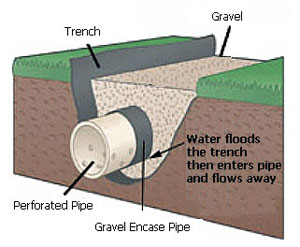 Gravel
Trench
Water floods
the trench
then enters pipe
and flows away
Perforated Pipe
Gravel Encase Pipe